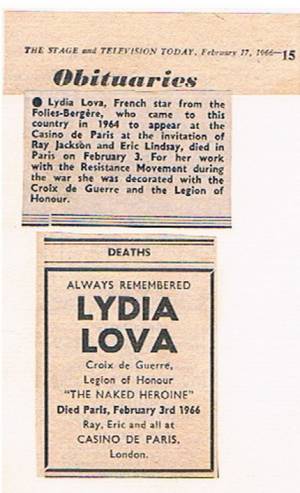 THE STAGE and TELEVISION TODAY, February 17, 1966—15
Obituaries
● Lydia Lova, French star from the
Folies-Bergère, who came to this
country in 1964 to appear at the
Casino de Paris at the invitation of
Ray Jackson and Eric Lindsay, died in
Paris on February 3. For her work
with the Resistance Movement during
the war she was decorated with the
Croix de Guerre and the Legion of
Honour.
DEATHS
ALWAYS REMEMBERED
LYDIA
LOVA
Croix de Guerre,
Legion of Honour
"THE NAKED HEROINE"
Died Paris, February 3rd 1966
Ray, Eric and all at
CASINO DE PARIS,
London.